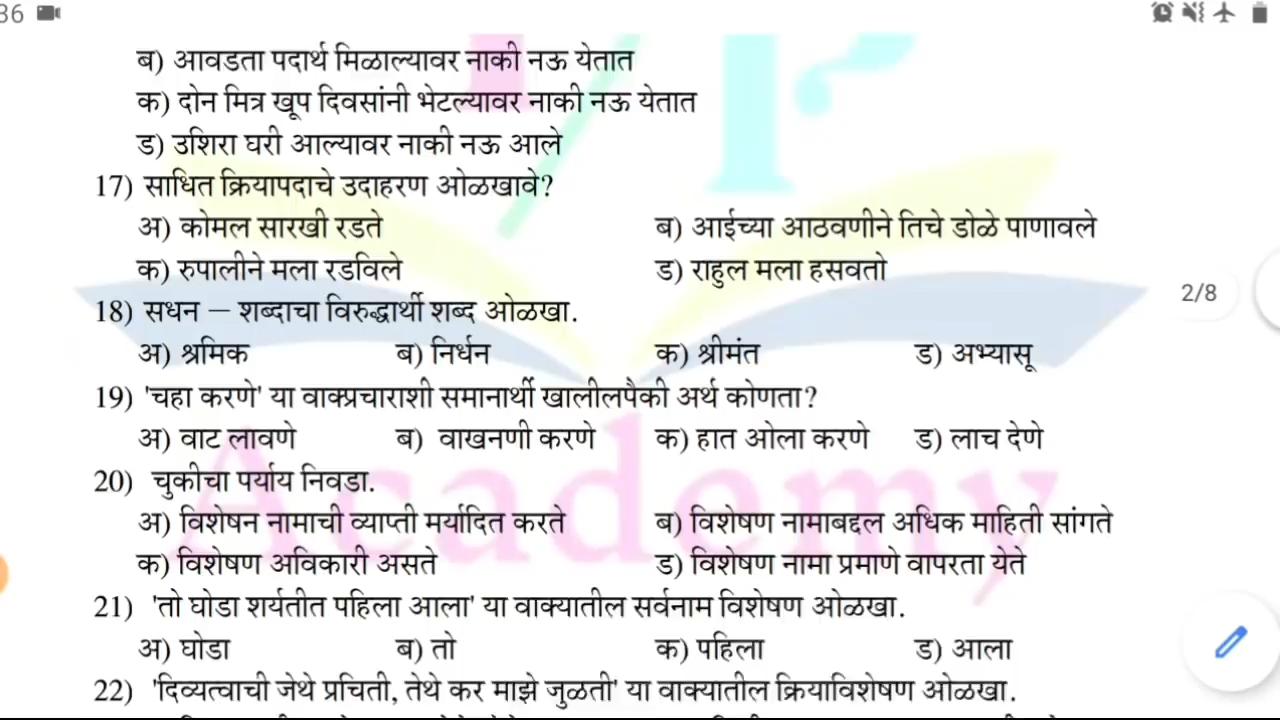 36
ब) आवडता पदार्थ मिळाल्यावर नाकी नऊ येतात
क) दोन मित्र खूप दिवसांनी भेटल्यावर नाकी नऊ येतात
ड) उशिरा घरी आल्यावर नाकी नऊ आले
17) साधित क्रियापदाचे उदाहरण ओळखावे?
अ) कोमल सारखी रडते ब) आईच्या आठवणीने तिचे डोळे पाणावले
क) रुपालीने मला रडविले ड) राहुल मला हसवतो
2/8
18) सधन – शब्दाचा विरुद्धार्थी शब्द ओळखा.
अ) श्रमिक ब) निर्धन क) श्रीमंत ड) अभ्यासू
19) 'चहा करणे' या वाक्प्रचाराशी समानार्थी खालीलपैकी अर्थ कोणता?
अ) वाट लावणे ब) वाखनणी करणे क) हात ओला करणे ड) लाच देणे
20) चुकीचा पर्याय निवडा.
अ) विशेषन नामाची व्याप्ती मर्यादित करते ब) विशेषण नामाबद्दल अधिक माहिती सांगते
क) विशेषण अविकारी असते ड) विशेषण नामा प्रमाणे वापरता येते
21) 'तो घोडा शर्यतीत पहिला आला' या वाक्यातील सर्वनाम विशेषण ओळखा.
अ) घोडा ब) तो क) पहिला ड) आला
22) 'दिव्यत्वाची जेथे प्रचिती, तेथे कर माझे जुळती' या वाक्यातील क्रियाविशेषण ओळखा.
Academy